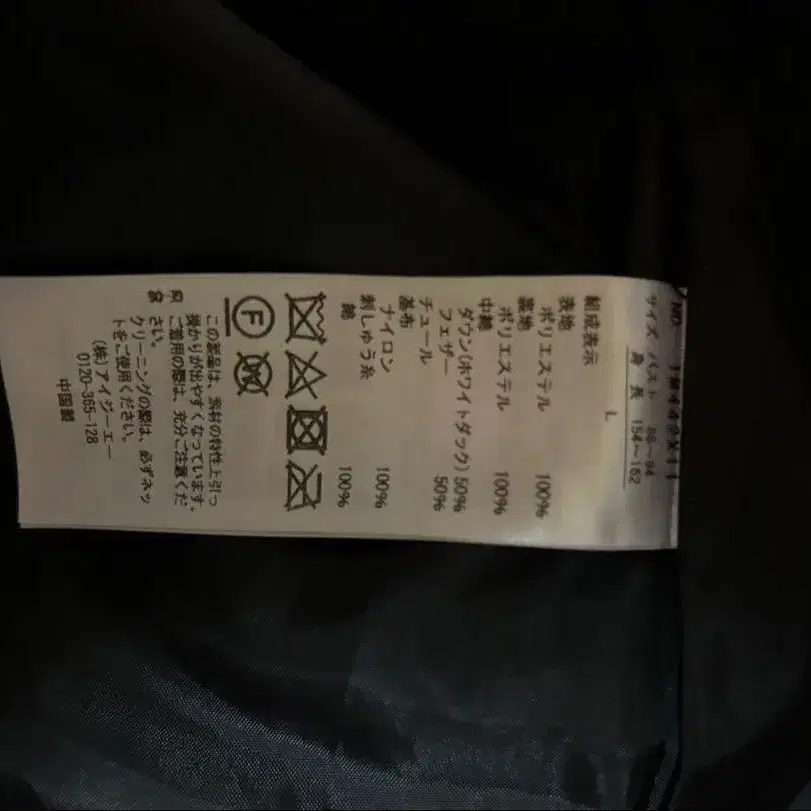 サイズ バスト 86〜94
身長 154〜162
L
組成表示
表地
ポリエステル 100%
裏地
ポリエステル 100%
中綿
ダウン(ホワイトダック) 50%
フェザー 50%
チュール
基布
ナイロン 100%
刺しゅう糸
綿 100%
F
W
この製品は、素材の特性上引っ
掛かりが出やすくなっています。
ご着用の際は、充分ご注意くだ
さい。
クリーニングの際は、必ずネッ
トをご使用ください。
(株)アイジーエー
0120-365-128
中国製